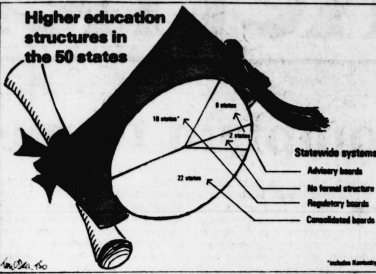 Higher education
structures in
the 50 states
8 states
18 states*
2 states
22 states
Statewide systems
Advisory boards
No formal structure
Regulatory boards
Consolidated boards
*includes Kentucky